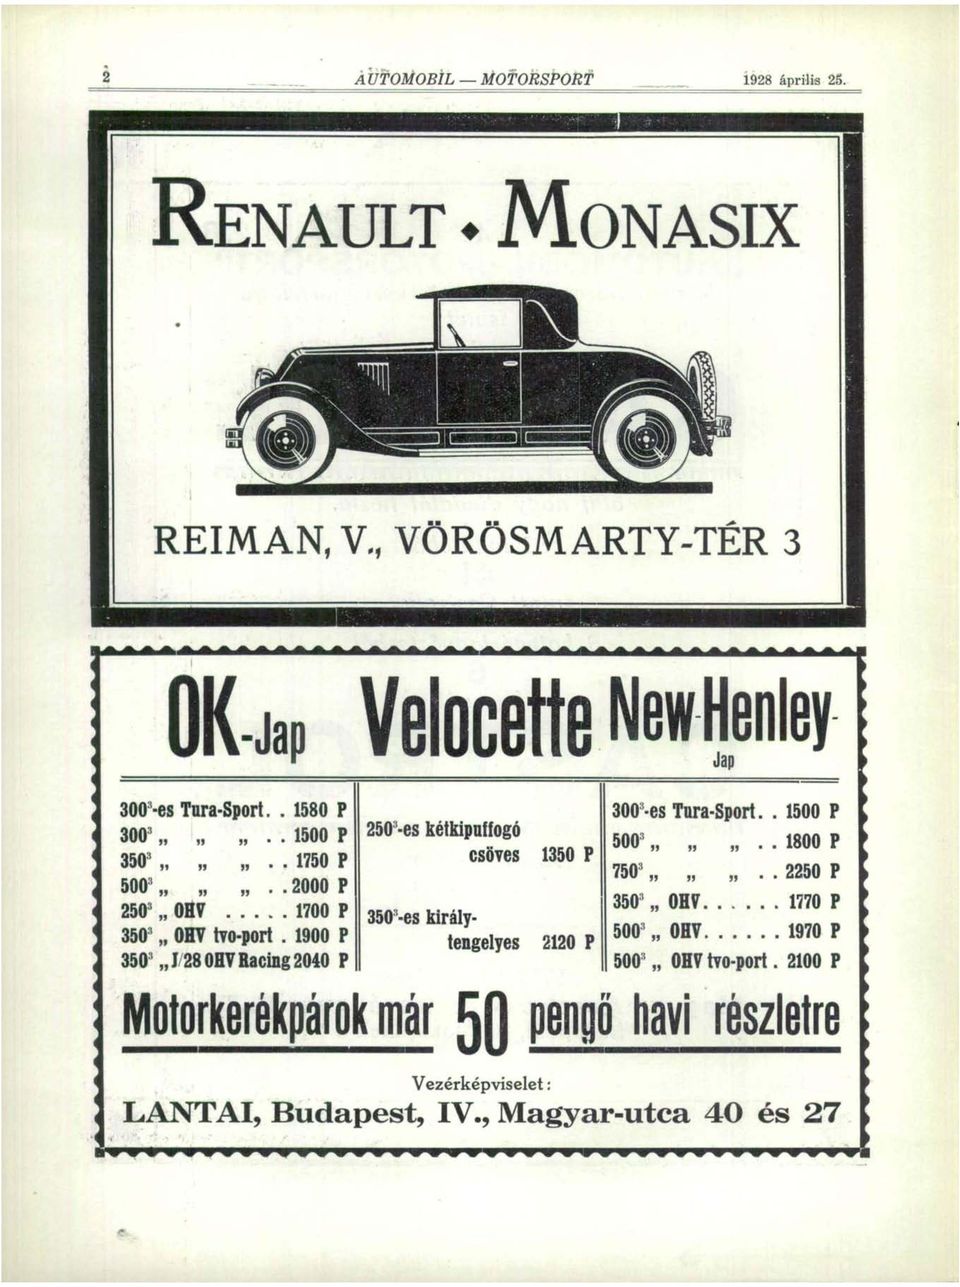 2 AUTOMOBIL — MOTORSPORT 1928 április 25.
RENAULT ♦ MONASIX
REIMAN, V., VÖRÖSMARTY-TÉR 3
OK-Jap
300³-es Tura-Sport. . 1580 P
300³ „ „ „ . . 1500 P
350³ „ „ „ . . 1750 P
500³ „ „ „ . . 2000 P
250³ „ OHV . . . . . 1700 P
350³ „ OHV tvo-port . 1900 P
350³ „ J/28 OHV Racing 2040 P
Velocette
250³-es kétkipuffogó
csöves 1350 P
350³-es király-
tengelyes 2120 P
New-Henley-
Jap
300³-es Tura-Sport. . 1500 P
500³ „ „ „ . . 1800 P
750³ „ „ „ . . 2250 P
350³ „ OHV. . . . . . 1770 P
500³ „ OHV. . . . . . 1970 P
500³ „ OHV tvo-port. 2100 P
Motorkerékpárok már 50 pengő havi részletre
Vezérképviselet:
LANTAI, Budapest, IV., Magyar-utca 40 és 27